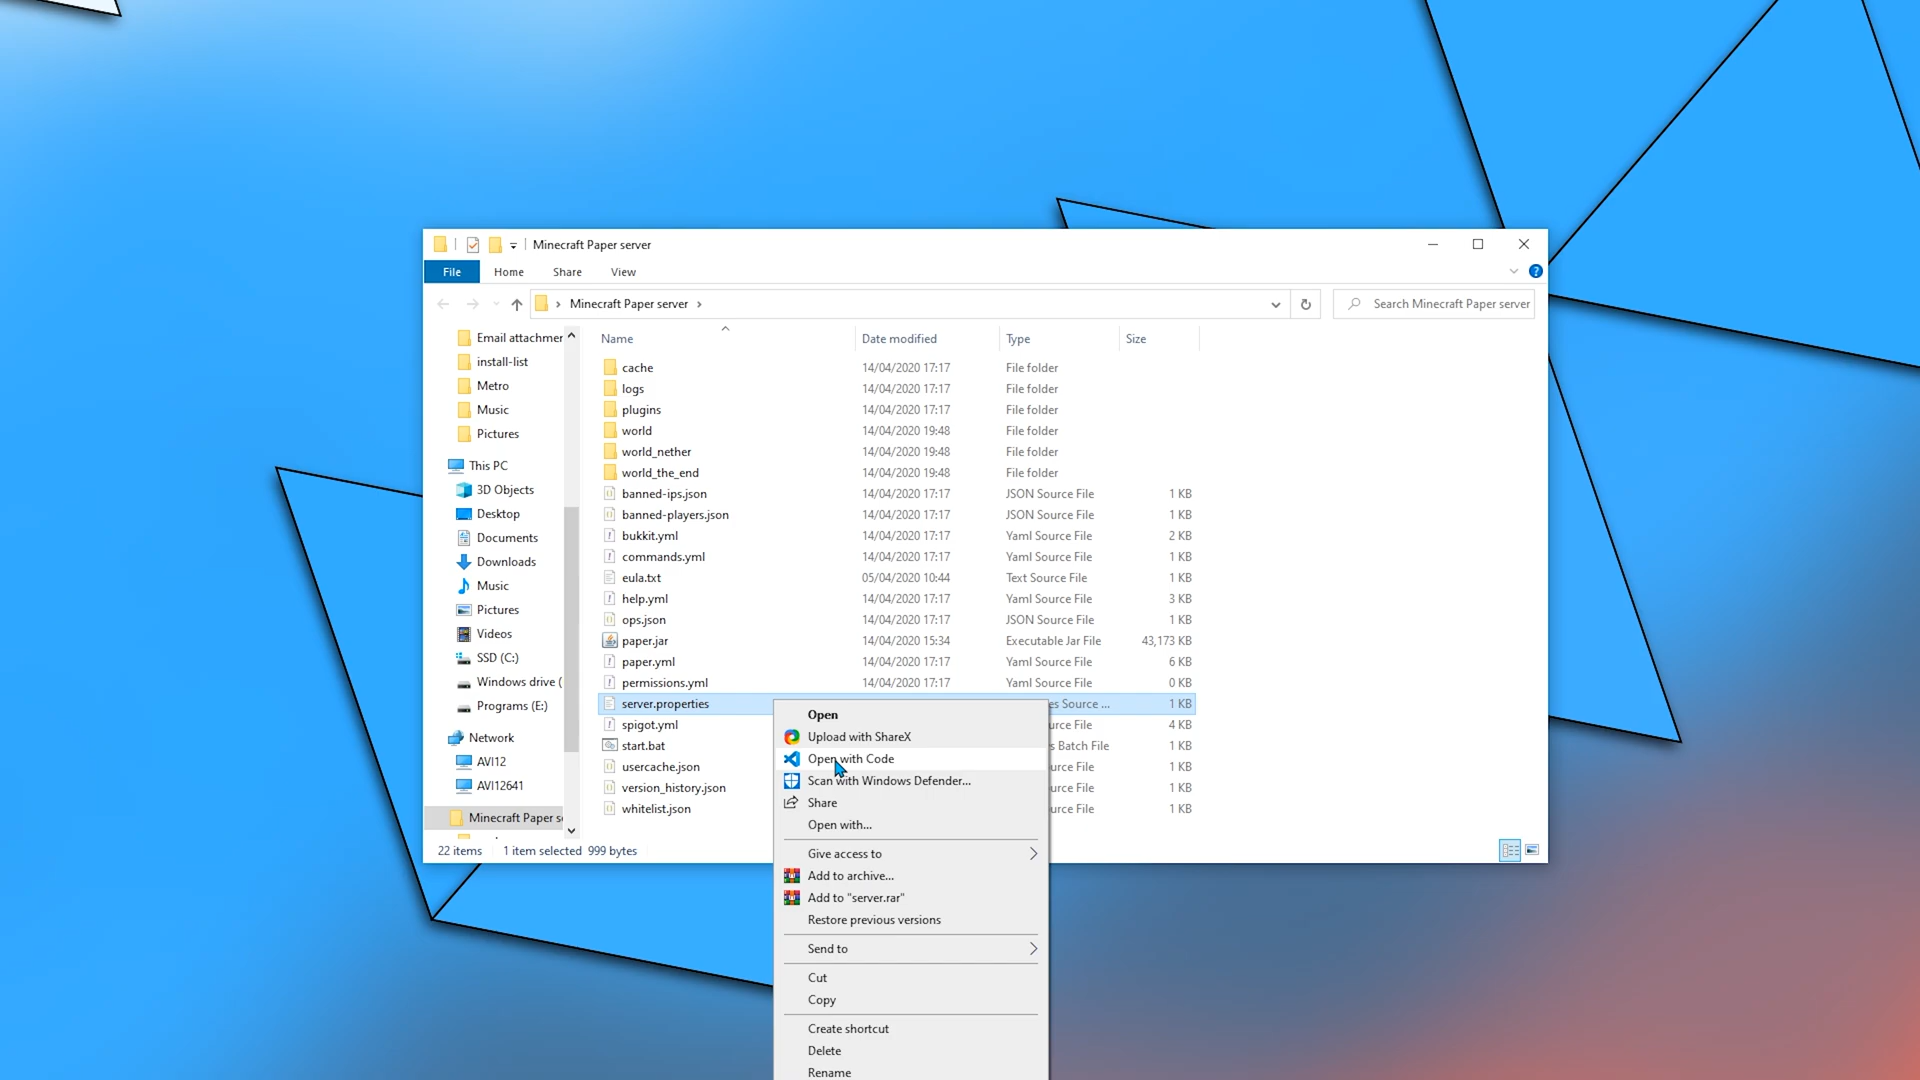 Minecraft Paper server
File Home Share View
Minecraft Paper server
Search Minecraft Paper server
Email attachmer
install-list
Metro
Music
Pictures
This PC
3D Objects
Desktop
Documents
Downloads
Music
Pictures
Videos
SSD (C:)
Windows drive (
Programs (E:)
Network
AVI12
AVI12641
Minecraft Paper se
Name Date modified Type Size
cache 14/04/2020 17:17 File folder
logs 14/04/2020 17:17 File folder
plugins 14/04/2020 17:17 File folder
world 14/04/2020 19:48 File folder
world_nether 14/04/2020 19:48 File folder
world_the_end 14/04/2020 19:48 File folder
banned-ips.json 14/04/2020 17:17 JSON Source File 1 KB
banned-players.json 14/04/2020 17:17 JSON Source File 1 KB
bukkit.yml 14/04/2020 17:17 Yaml Source File 2 KB
commands.yml 14/04/2020 17:17 Yaml Source File 1 KB
eula.txt 05/04/2020 10:44 Text Source File 1 KB
help.yml 14/04/2020 17:17 Yaml Source File 3 KB
ops.json 14/04/2020 17:17 JSON Source File 1 KB
paper.jar 14/04/2020 15:34 Executable Jar File 43,173 KB
paper.yml 14/04/2020 17:17 Yaml Source File 6 KB
permissions.yml 14/04/2020 17:17 Yaml Source File 0 KB
server.properties es Source ... 1 KB
spigot.yml urce File 4 KB
start.bat s Batch File 1 KB
usercache.json urce File 1 KB
version_history.json urce File 1 KB
whitelist.json urce File 1 KB
Open
Upload with ShareX
Open with Code
Scan with Windows Defender...
Share
Open with...
Give access to
Add to archive...
Add to "server.rar"
Restore previous versions
Send to
Cut
Copy
Create shortcut
Delete
Rename
22 items 1 item selected 999 bytes